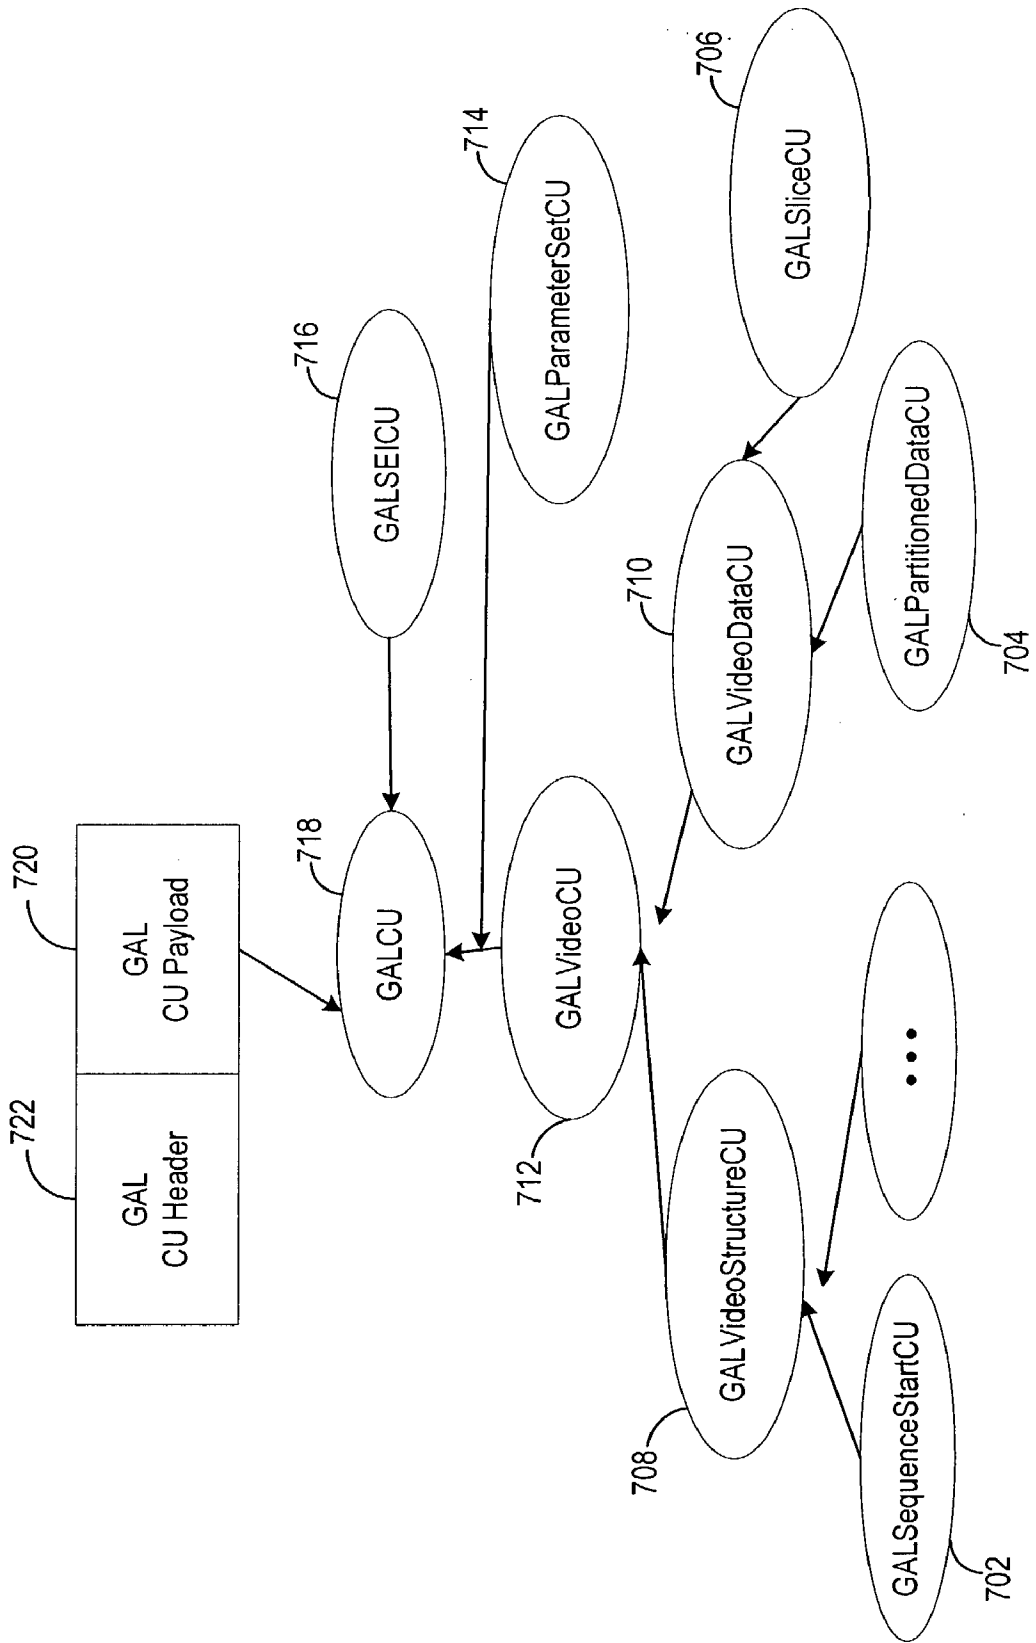 722
720
GAL
CU Header
GAL
CU Payload
718
716
GALCU
GALSEICU
714
712
GALVideoCU
GALParameterSetCU
708
710
706
GALVideoStructureCU
GALVideoDataCU
GALSliceCU
GALSequenceStartCU
•••
GALPartitionedDataCU
702
704